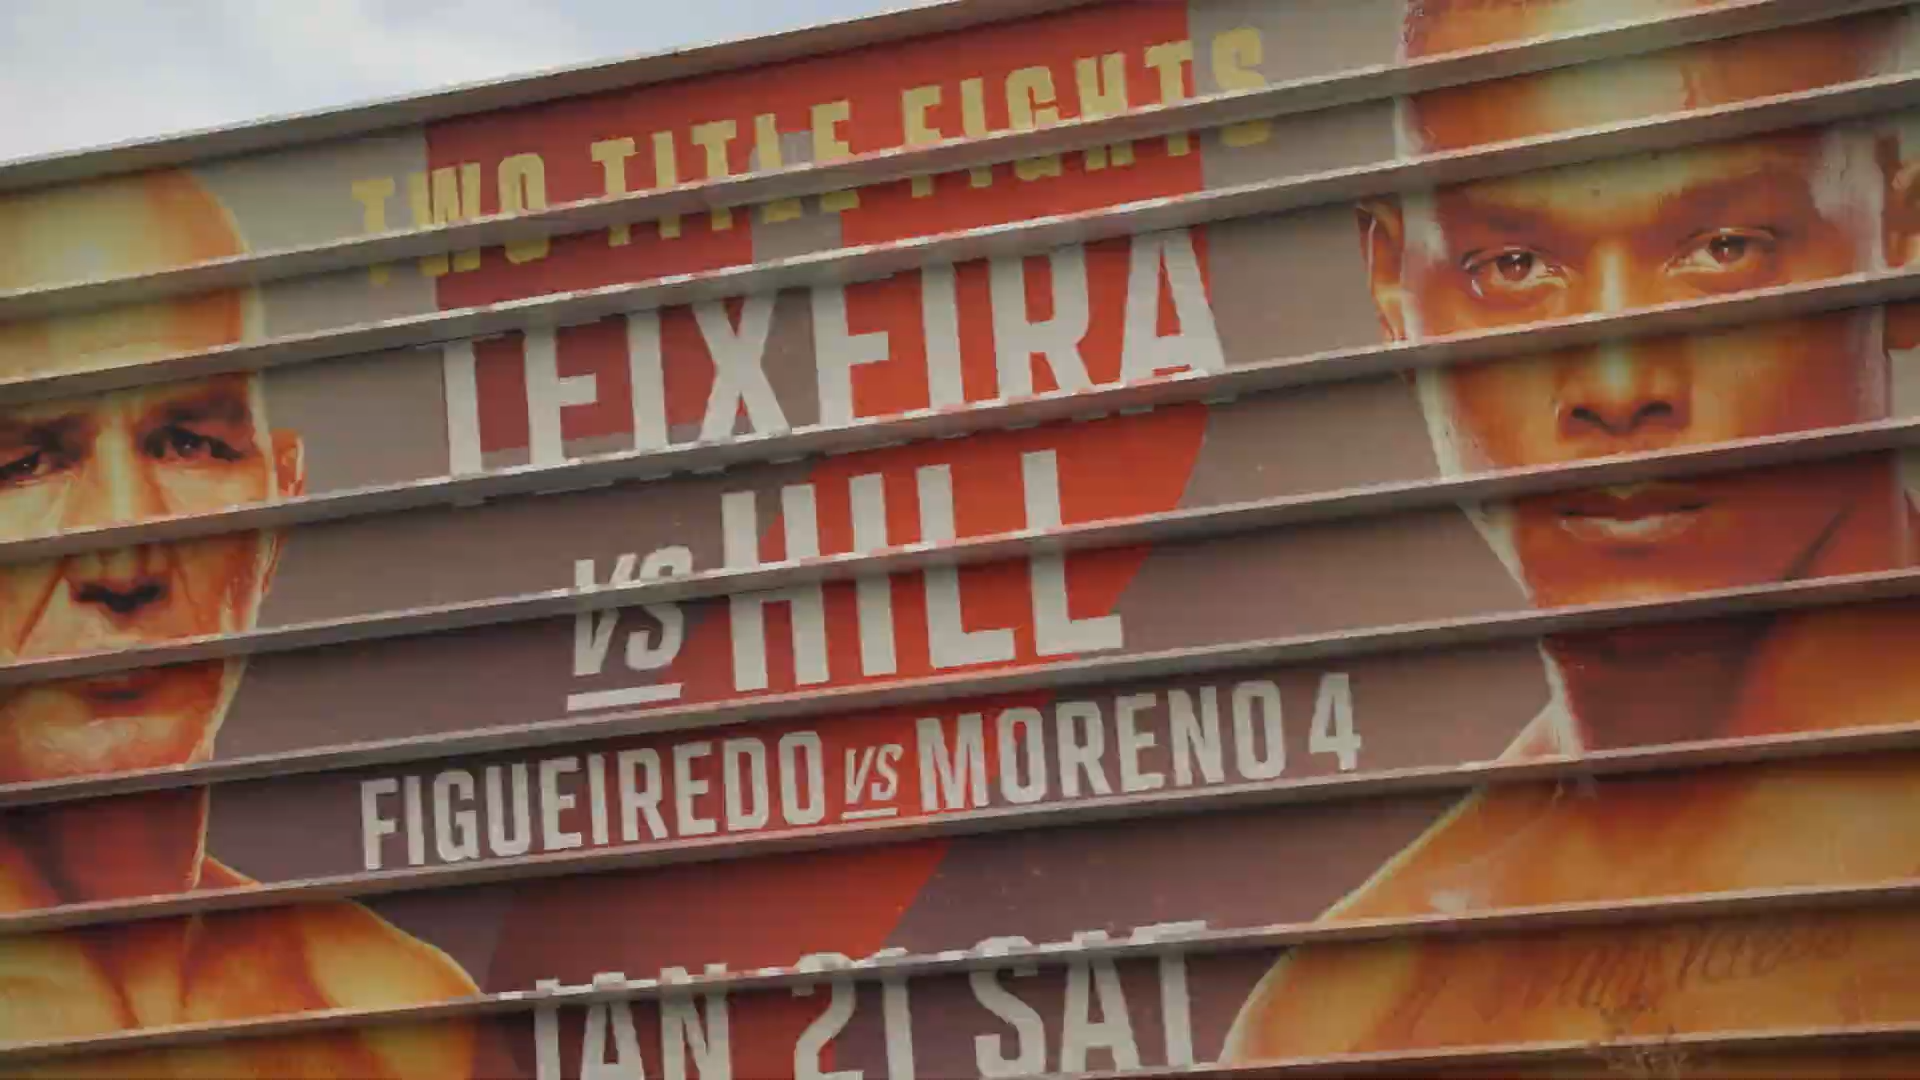 TWO TITLE FIGHTS
TEIXEIRA
VS HILL
FIGUEIREDO VS MORENO 4
JAN 21 SAT